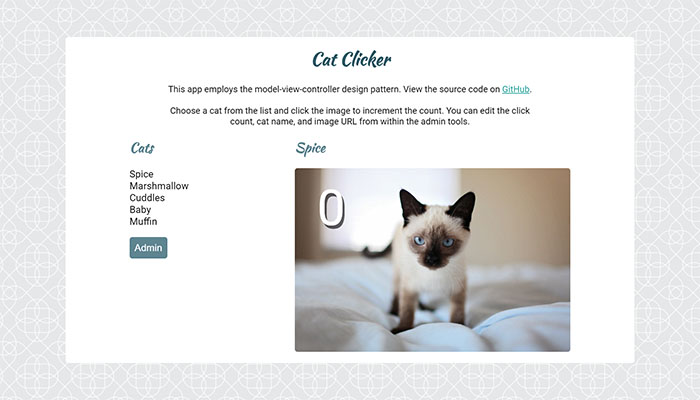 Cat Clicker
This app employs the model-view-controller design pattern. View the source code on GitHub.
Choose a cat from the list and click the image to increment the count. You can edit the click
count, cat name, and image URL from within the admin tools.
Cats
Spice
Marshmallow
Cuddles
Baby
Muffin
Admin
Spice
0